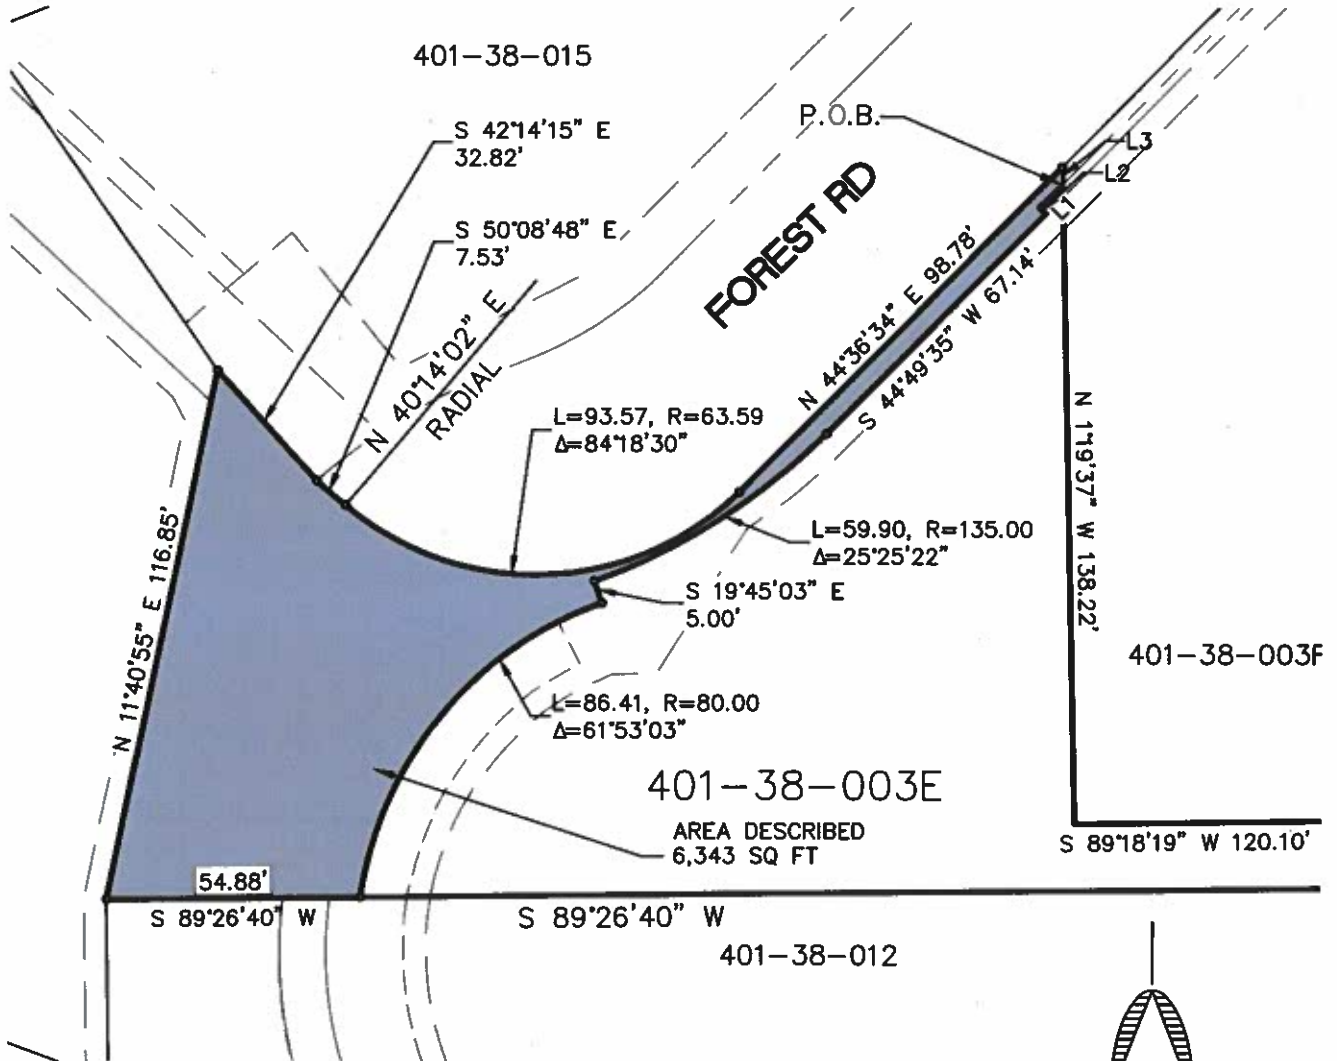 401-38-015
P.O.B.
S 42°14'15" E
32.82'
L3
L2
L1
S 50°08'48" E
7.53'
FOREST RD
N 40°14'02" E
RADIAL
N 44°36'34" E 98.78'
S 44°49'35" W 67.14'
L=93.57, R=63.59
Δ=84°18'30"
N 1°19'37" W 138.22'
L=59.90, R=135.00
Δ=25°25'22"
N 11°40'55" E 116.85'
S 19°45'03" E
5.00'
401-38-003F
L=86.41, R=80.00
Δ=61°53'03"
401-38-003E
AREA DESCRIBED
6,343 SQ FT
S 89°18'19" W 120.10'
54.88'
S 89°26'40" W
S 89°26'40" W
401-38-012